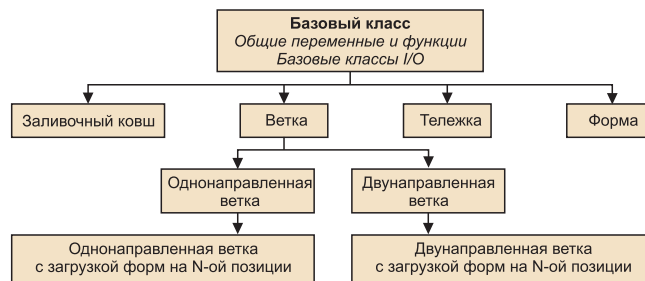 Базовый класс
Общие переменные и функции
Базовые классы I/O
Заливочный ковш
Ветка
Тележка
Форма
Однонаправленная
ветка
Двунаправленная
ветка
Однонаправленная ветка
с загрузкой форм на N-ой позиции
Двунаправленная ветка
с загрузкой форм на N-ой позиции